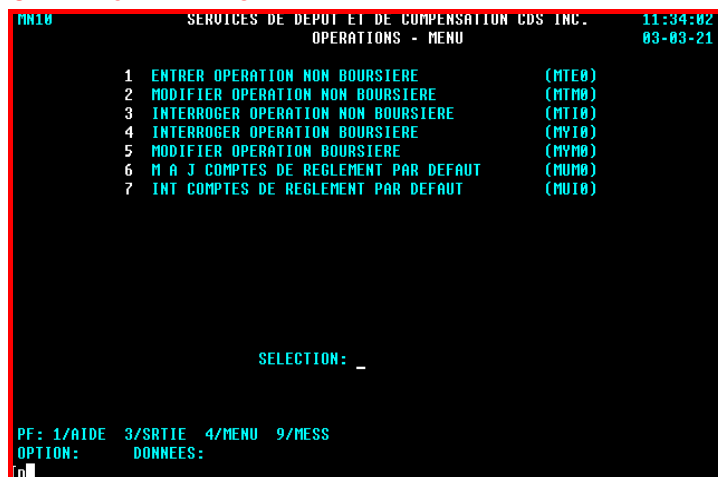 MN10 SERVICES DE DEPOT ET DE COMPENSATION CDS INC. 11:34:02
OPERATIONS - MENU 03-03-21
1 ENTRER OPERATION NON BOURSIERE (MTE0)
2 MODIFIER OPERATION NON BOURSIERE (MTM0)
3 INTERROGER OPERATION NON BOURSIERE (MTI0)
4 INTERROGER OPERATION BOURSIERE (MYI0)
5 MODIFIER OPERATION BOURSIERE (MYM0)
6 M A J COMPTES DE REGLEMENT PAR DEFAUT (MUM0)
7 INT COMPTES DE REGLEMENT PAR DEFAUT (MUI0)
SELECTION: _
PF: 1/AIDE 3/SRTIE 4/MENU 9/MESS
OPTION: DONNEES: